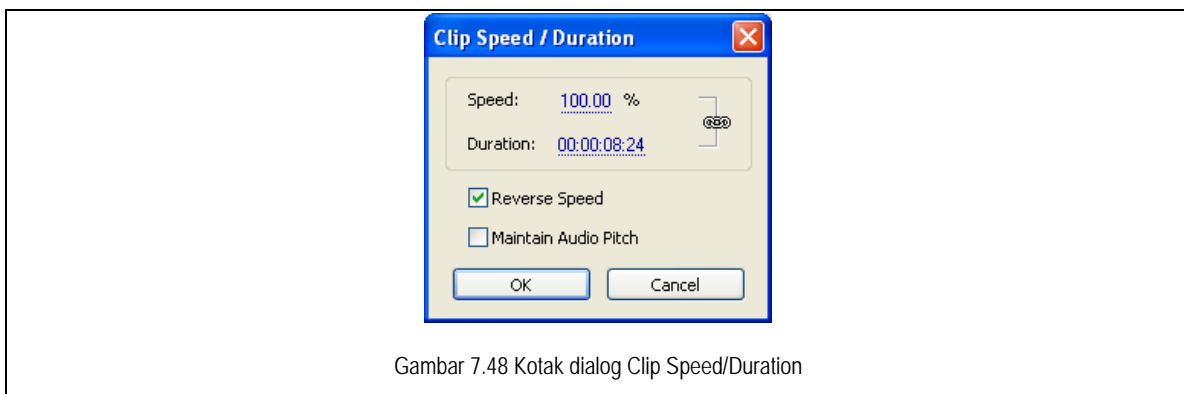 Clip Speed / Duration
Speed: 100.00 %
Duration: 00:00:08:24
Reverse Speed
Maintain Audio Pitch
OK Cancel
Gambar 7.48 Kotak dialog Clip Speed/Duration